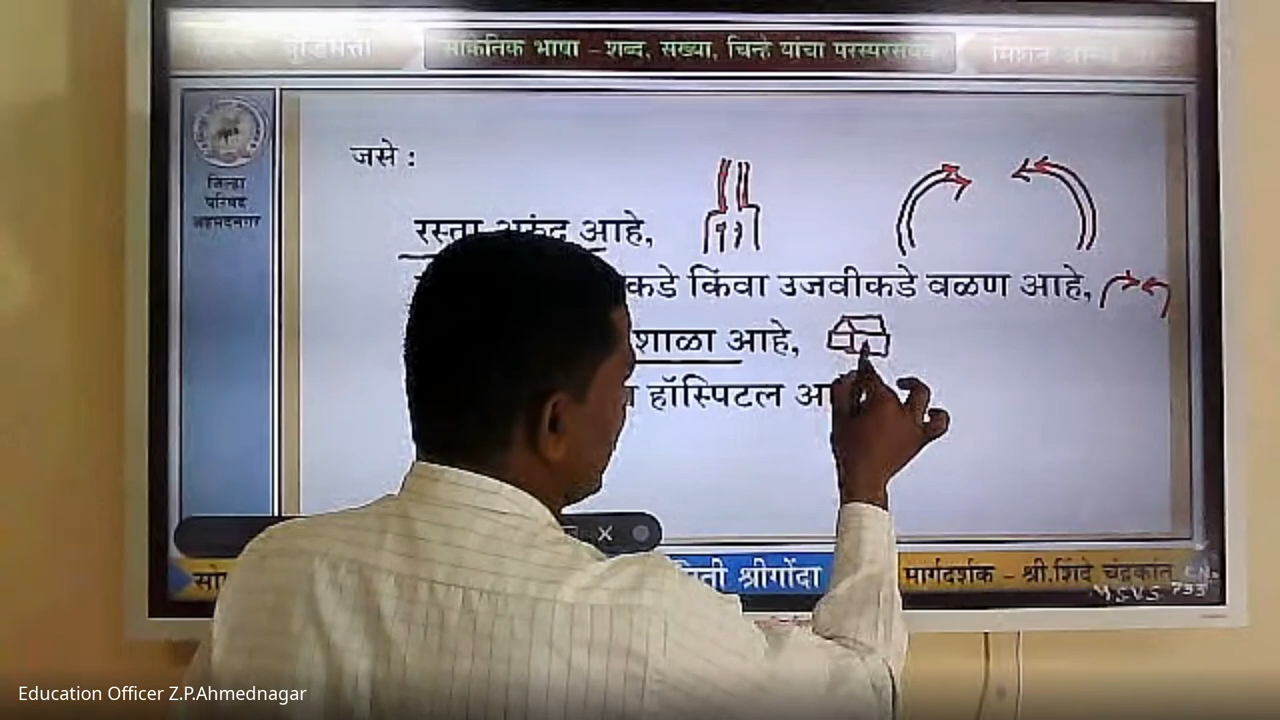 बुद्धिमत्ता
सांकेतिक भाषा – शब्द, संख्या, चिन्हे यांचा परस्परसंबंध
मिशन
जिल्हा
परिषद
अहमदनगर
जसे :
रस्ता अरुंद आहे,
कडे किंवा उजवीकडे वळण आहे,
शाळा आहे,
हॉस्पिटल
श्रीगोंदा
मार्गदर्शक – श्री.शिंदे चंद्रकांत
Education Officer Z.P.Ahmednagar